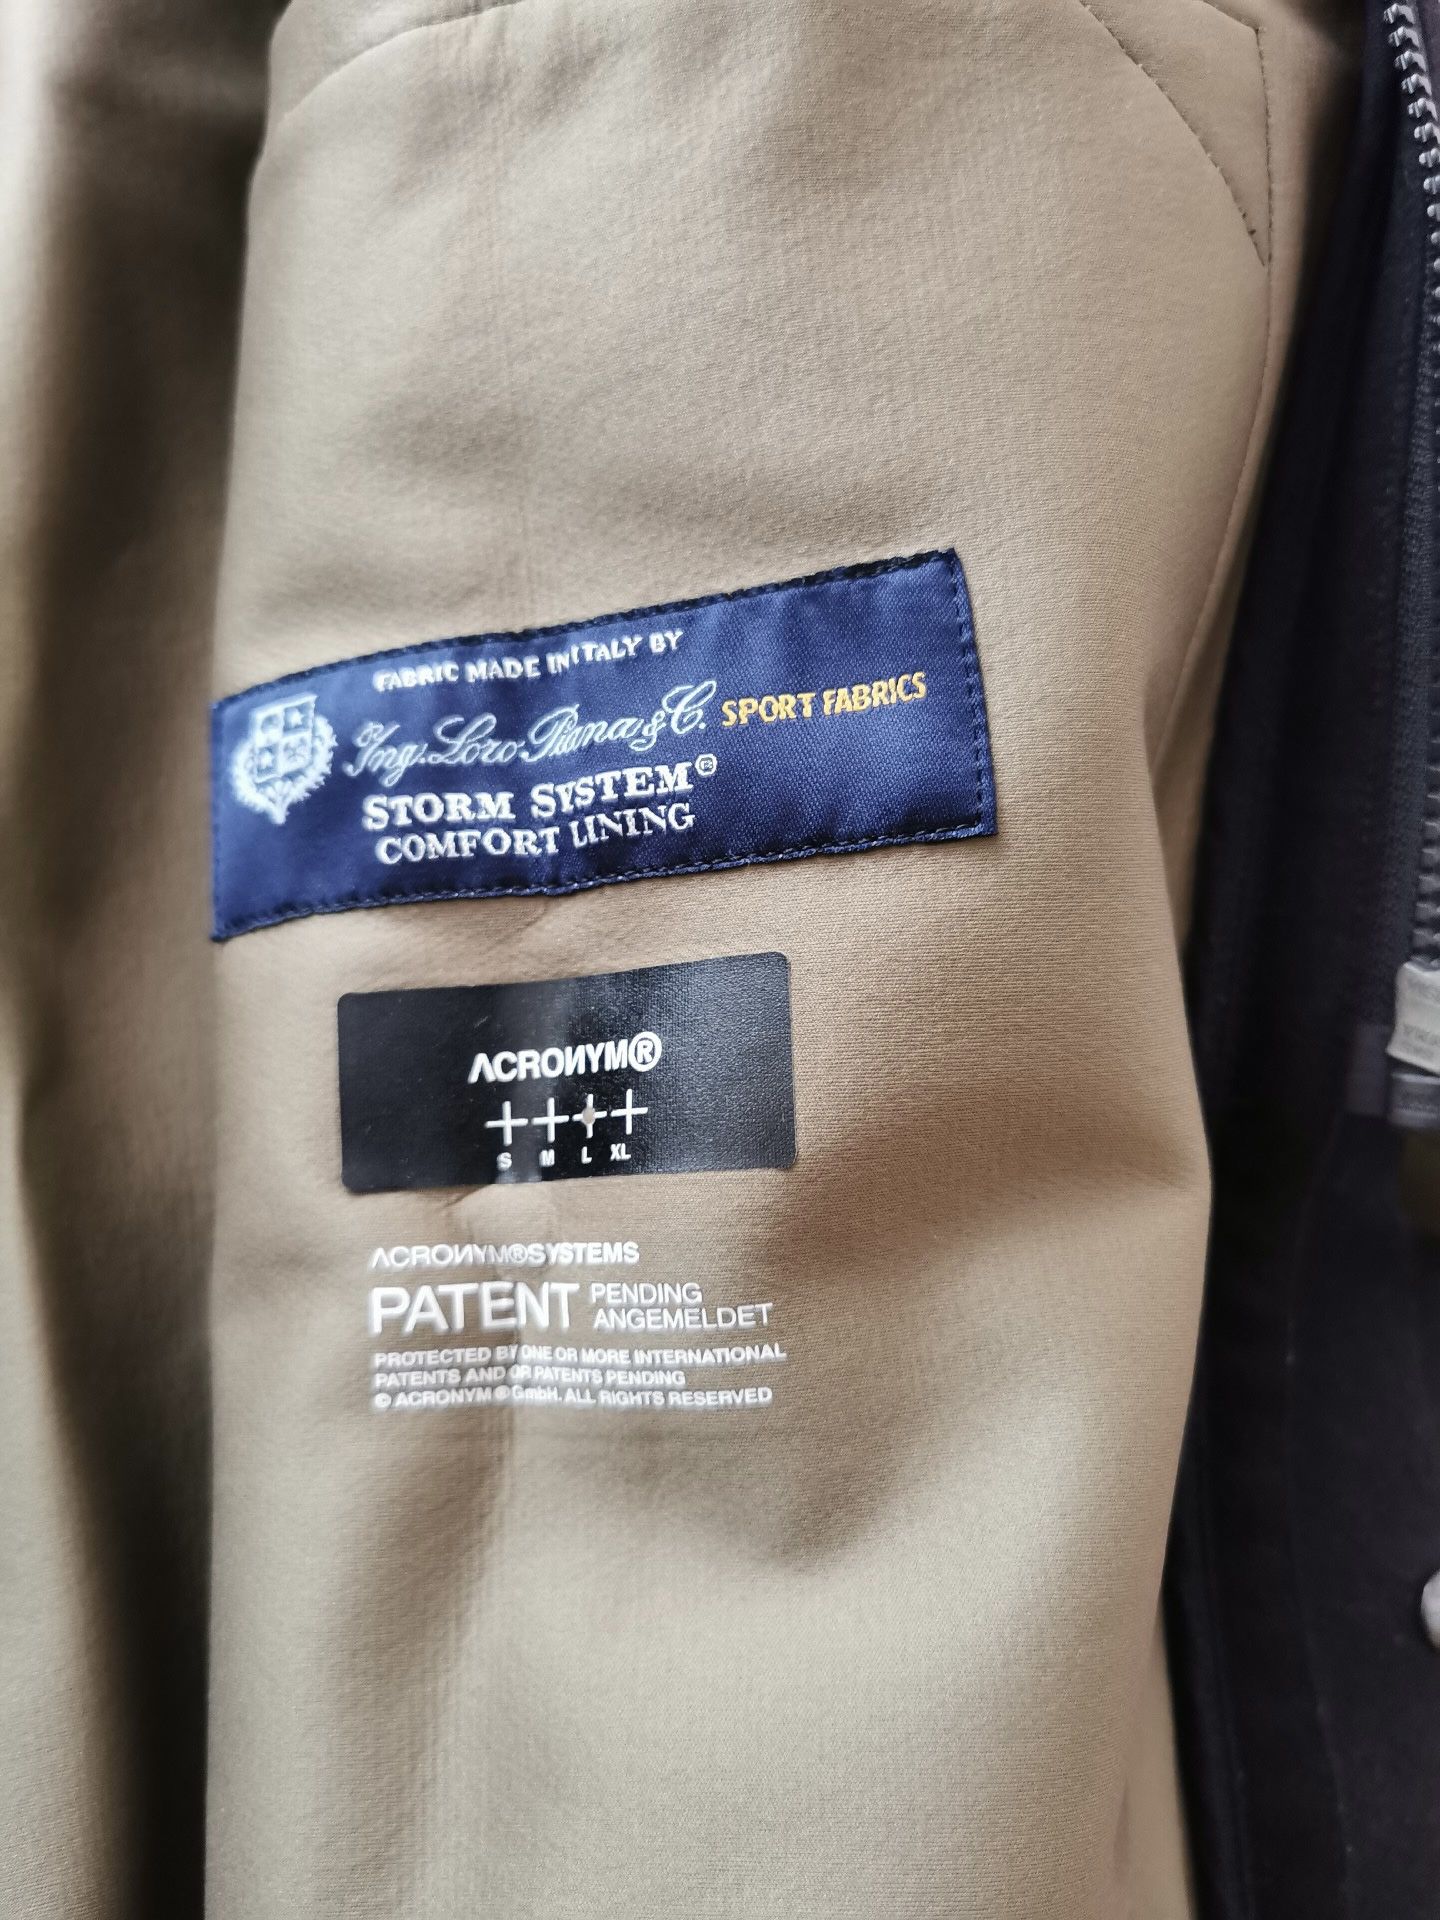 FABRIC MADE IN ITALY BY
Ing. Loro Piana & C. SPORT FABRICS
STORM SYSTEM®
COMFORT LINING
ACRONYM®
S M L XL
ACRONYM®SYSTEMS
PATENT PENDING
ANGEMELDET
PROTECTED BY ONE OR MORE INTERNATIONAL
PATENTS AND OR PATENTS PENDING
© ACRONYM® GmbH. ALL RIGHTS RESERVED